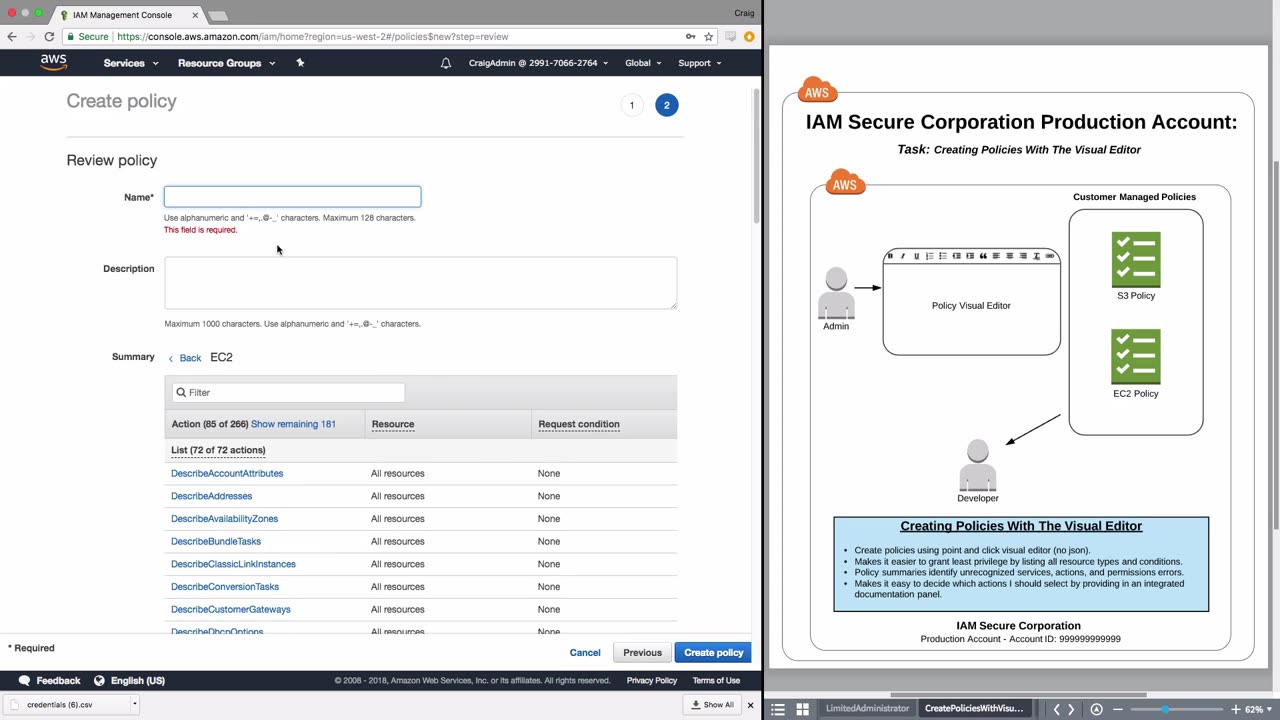 IAM Management Console
Craig
Secure | https://console.aws.amazon.com/iam/home?region=us-west-2#/policies$new?step=review
aws
Services
Resource Groups
CraigAdmin @ 2991-7066-2764
Global
Support
Create policy
1
2
Review policy
Name*
Use alphanumeric and '+=,.@-_' characters. Maximum 128 characters.
This field is required.
Description
Maximum 1000 characters. Use alphanumeric and '+=,.@-_' characters.
Summary
Back
EC2
Filter
Action (85 of 266) Show remaining 181
Resource
Request condition
List (72 of 72 actions)
DescribeAccountAttributes All resources None
DescribeAddresses All resources None
DescribeAvailabilityZones All resources None
DescribeBundleTasks All resources None
DescribeClassicLinkInstances All resources None
DescribeConversionTasks All resources None
DescribeCustomerGateways All resources None
DescribeDhcpOptions All resources None
* Required
Cancel
Previous
Create policy
Feedback
English (US)
© 2008 - 2018, Amazon Web Services, Inc. or its affiliates. All rights reserved.
Privacy Policy
Terms of Use
credentials (6).csv
Show All
AWS
IAM Secure Corporation Production Account:
Task: Creating Policies With The Visual Editor
AWS
Customer Managed Policies
B I U
Policy Visual Editor
Admin
S3 Policy
EC2 Policy
Developer
Creating Policies With The Visual Editor
• Create policies using point and click visual editor (no json).
• Makes it easier to grant least privilege by listing all resource types and conditions.
• Policy summaries identify unrecognized services, actions, and permissions errors.
• Makes it easy to decide which actions I should select by providing in an integrated
documentation panel.
IAM Secure Corporation
Production Account - Account ID: 999999999999
LimitedAdministrator
CreatePoliciesWithVisu...
62%